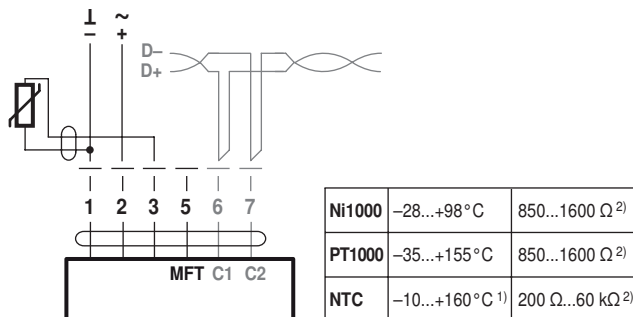 ⊥ ~
– +
D–
D+
1 2 3 5 6 7
MFT C1 C2
Ni1000 –28...+98°C 850...1600 Ω 2)
PT1000 –35...+155°C 850...1600 Ω 2)
NTC –10...+160°C 1) 200 Ω...60 kΩ 2)